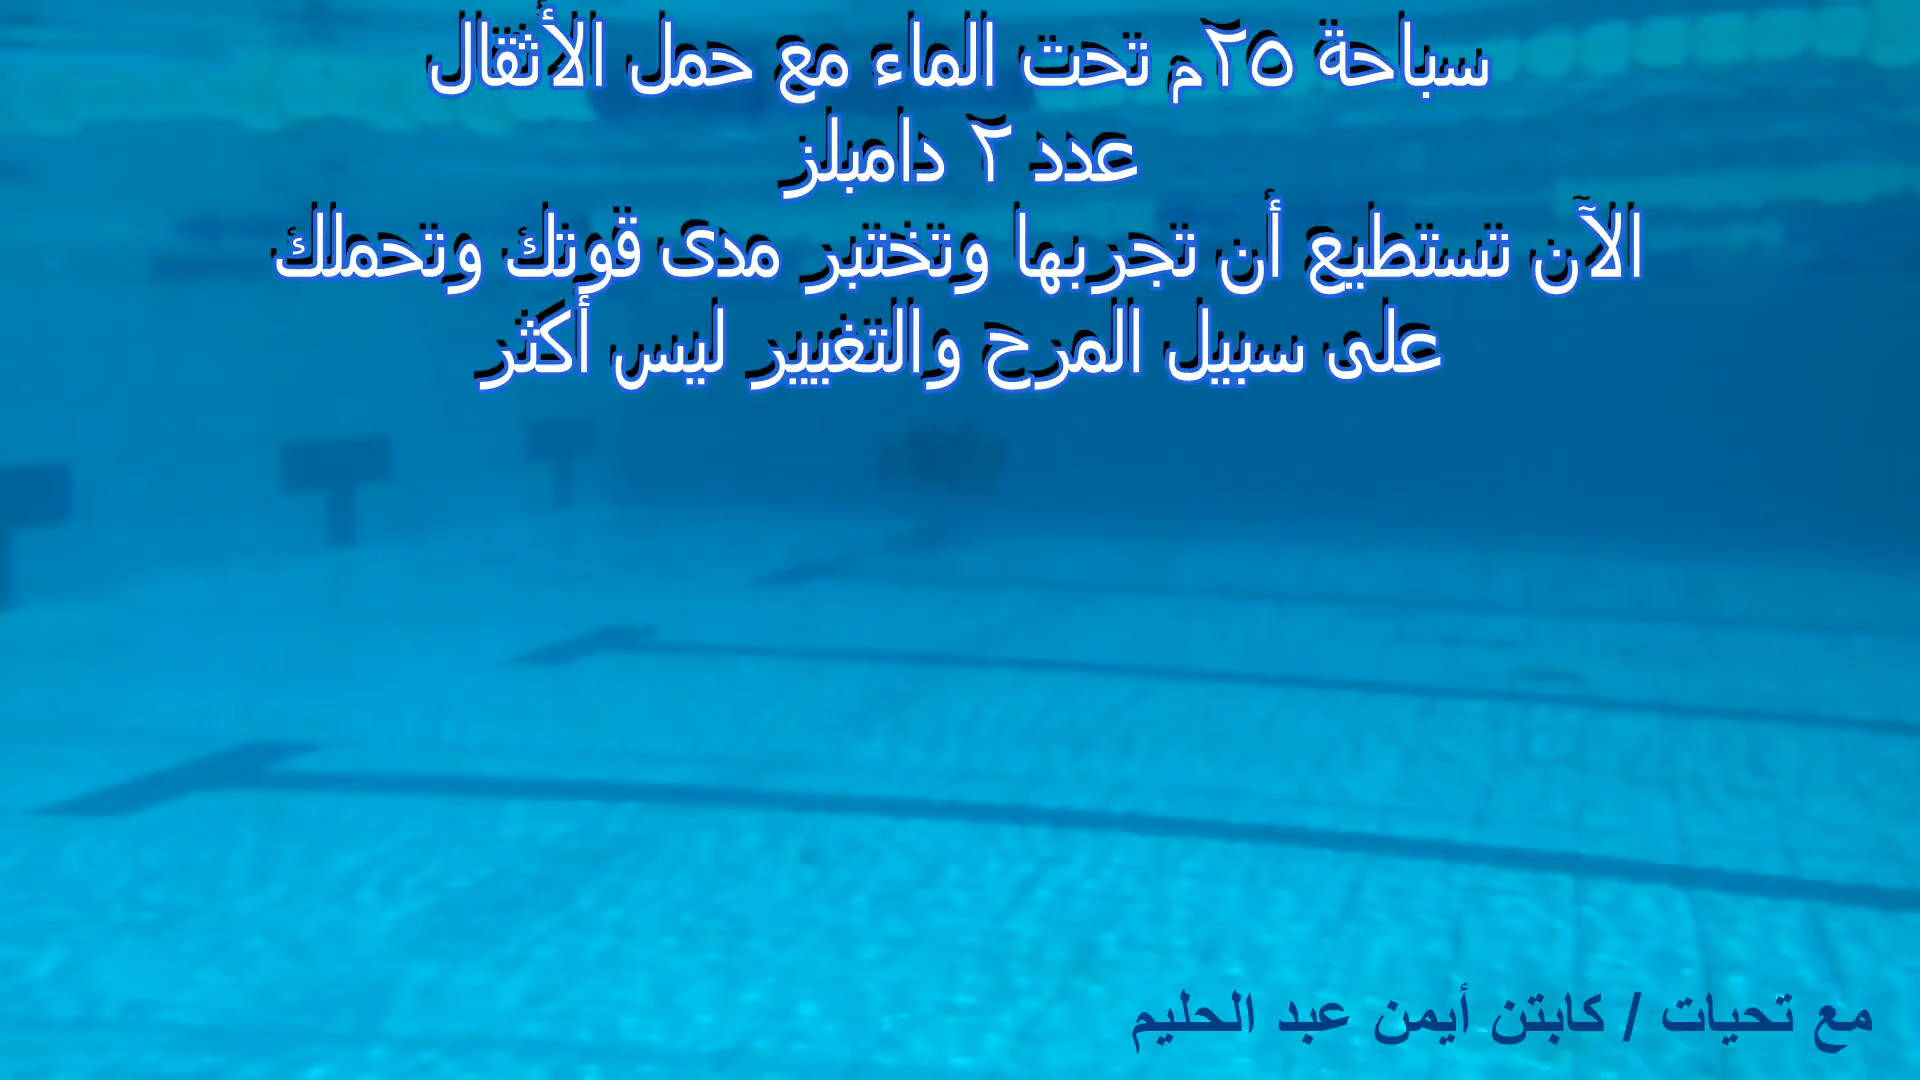 سباحة ٢٥م تحت الماء مع حمل الأثقال
عدد ٢ دامبلز
الآن تستطيع أن تجربها وتختبر مدى قوتك وتحملك
على سبيل المرح والتغيير ليس أكثر
مع تحيات / كابتن أيمن عبد الحليم